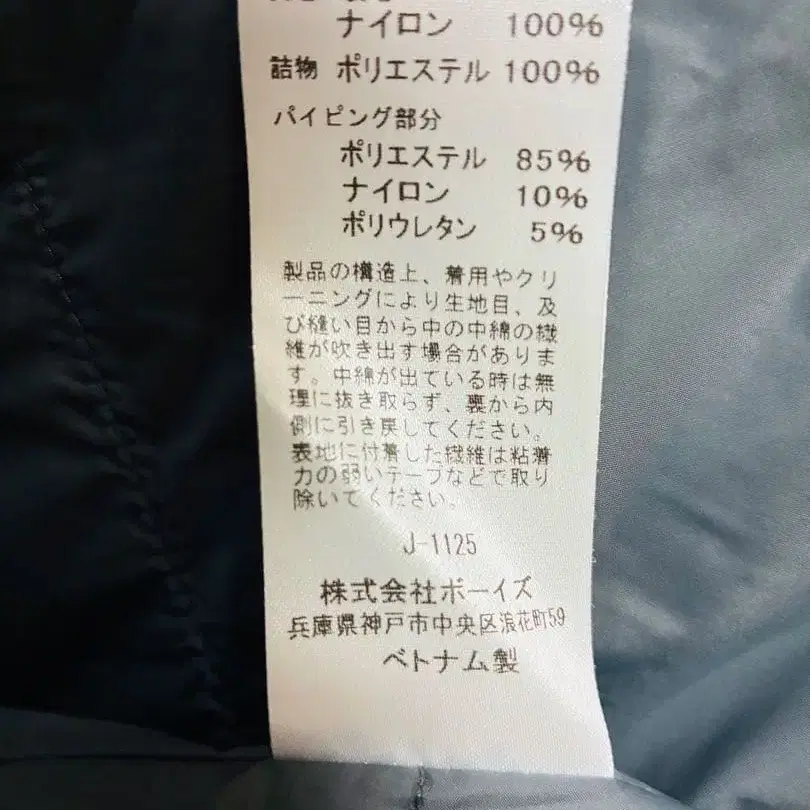 ナイロン 100%
詰物 ポリエステル 100%
パイピング部分
ポリエステル 85%
ナイロン 10%
ポリウレタン 5%
製品の構造上、着用やクリ
ーニングにより生地目、及
び縫い目から中の中綿の繊
維が吹き出す場合がありま
す。中綿が出ている時は無
理に抜き取らず、裏から内
側に引き戻してください。
表地に付着した繊維は粘着
力の弱いテープなどで取り
除いてください。
J-1125
株式会社ボーイズ
兵庫県神戸市中央区浪花町59
ベトナム製